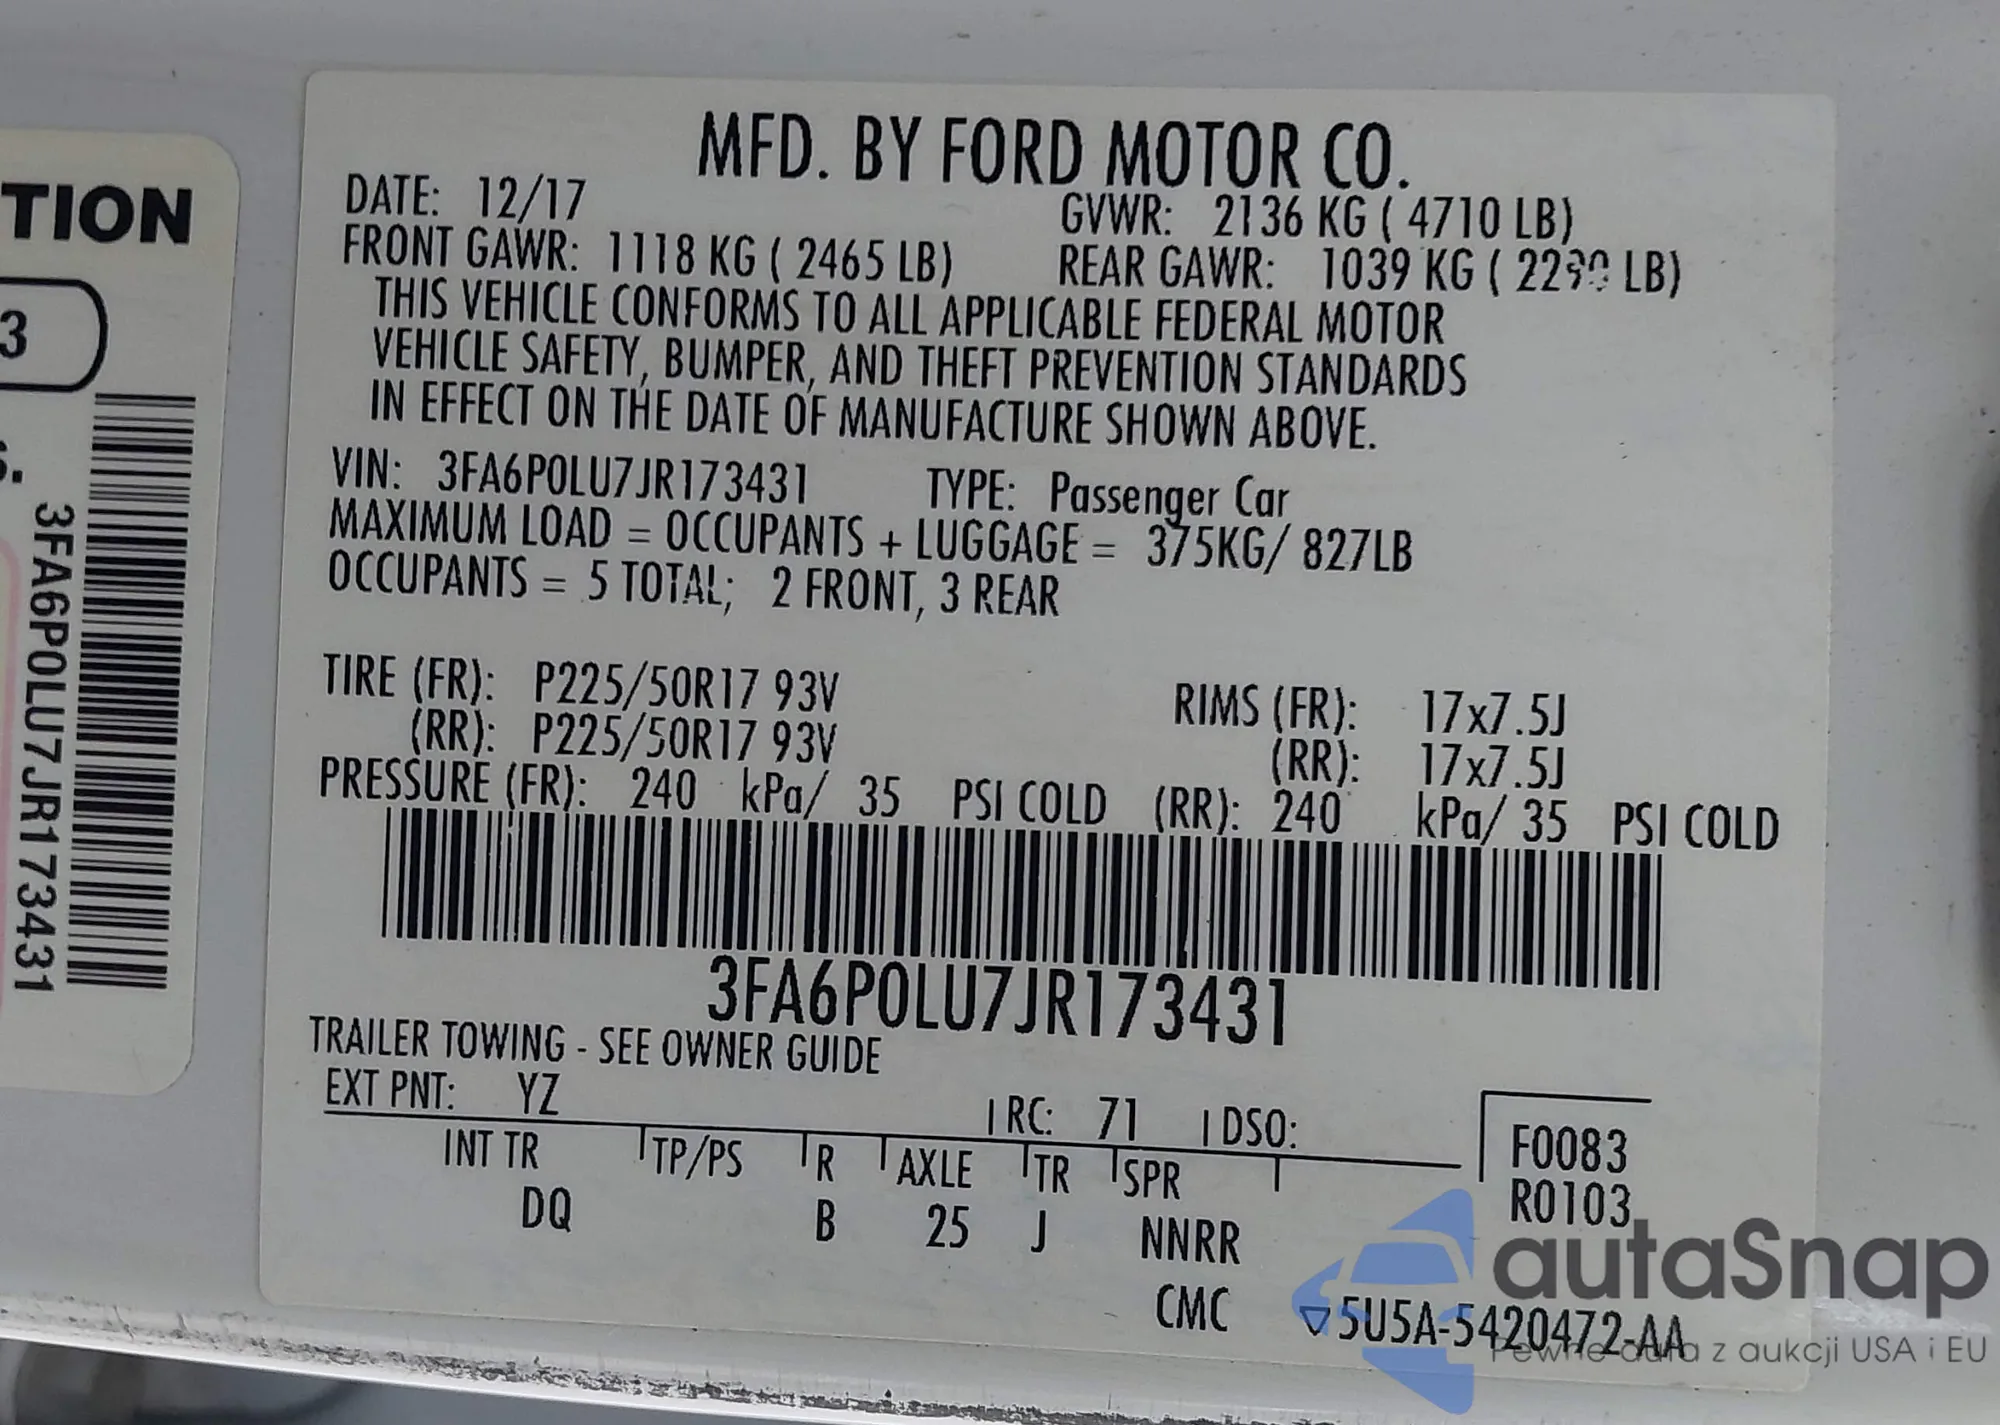 TION
3
S.
3FA6P0LU7JR173431
MFD. BY FORD MOTOR CO.
DATE: 12/17
GVWR: 2136 KG ( 4710 LB)
FRONT GAWR: 1118 KG ( 2465 LB)
REAR GAWR: 1039 KG ( 2290 LB)
THIS VEHICLE CONFORMS TO ALL APPLICABLE FEDERAL MOTOR
VEHICLE SAFETY, BUMPER, AND THEFT PREVENTION STANDARDS
IN EFFECT ON THE DATE OF MANUFACTURE SHOWN ABOVE.
VIN: 3FA6P0LU7JR173431 TYPE: Passenger Car
MAXIMUM LOAD = OCCUPANTS + LUGGAGE = 375KG/ 827LB
OCCUPANTS = 5 TOTAL; 2 FRONT, 3 REAR
TIRE (FR): P225/50R17 93V RIMS (FR): 17x7.5J
(RR): P225/50R17 93V (RR): 17x7.5J
PRESSURE (FR): 240 kPa/ 35 PSI COLD (RR): 240 kPa/ 35 PSI COLD
3FA6P0LU7JR173431
TRAILER TOWING - SEE OWNER GUIDE
EXT PNT: YZ RC: 71 DSO:
F0083
R0103
INT TR TP/PS R AXLE TR SPR
DQ B 25 J NNRR
CMC ▽5U5A-5420472-AA
autaSnap
Pewne auta z aukcji USA i EU